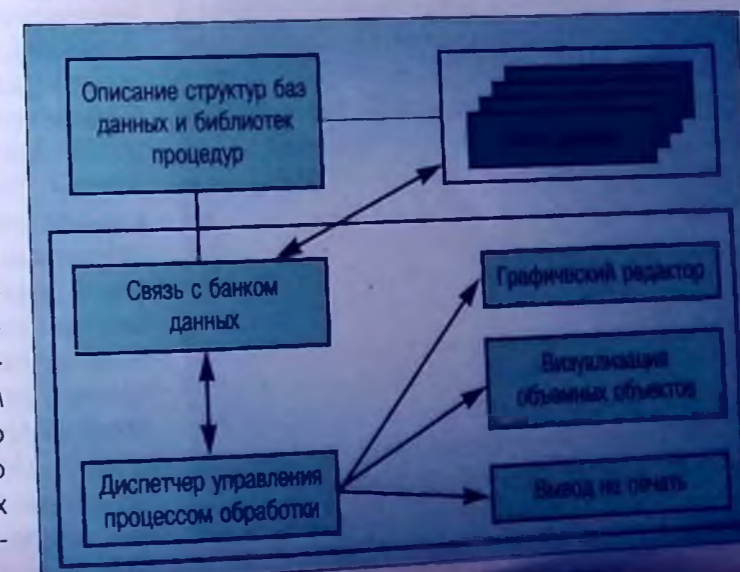 Описание структур баз
данных и библиотек
процедур
Связь с банком
данных
Графический редактор
Визуализация
объемных объектов
Диспетчер управления
процессом обработки
Вывод на печать